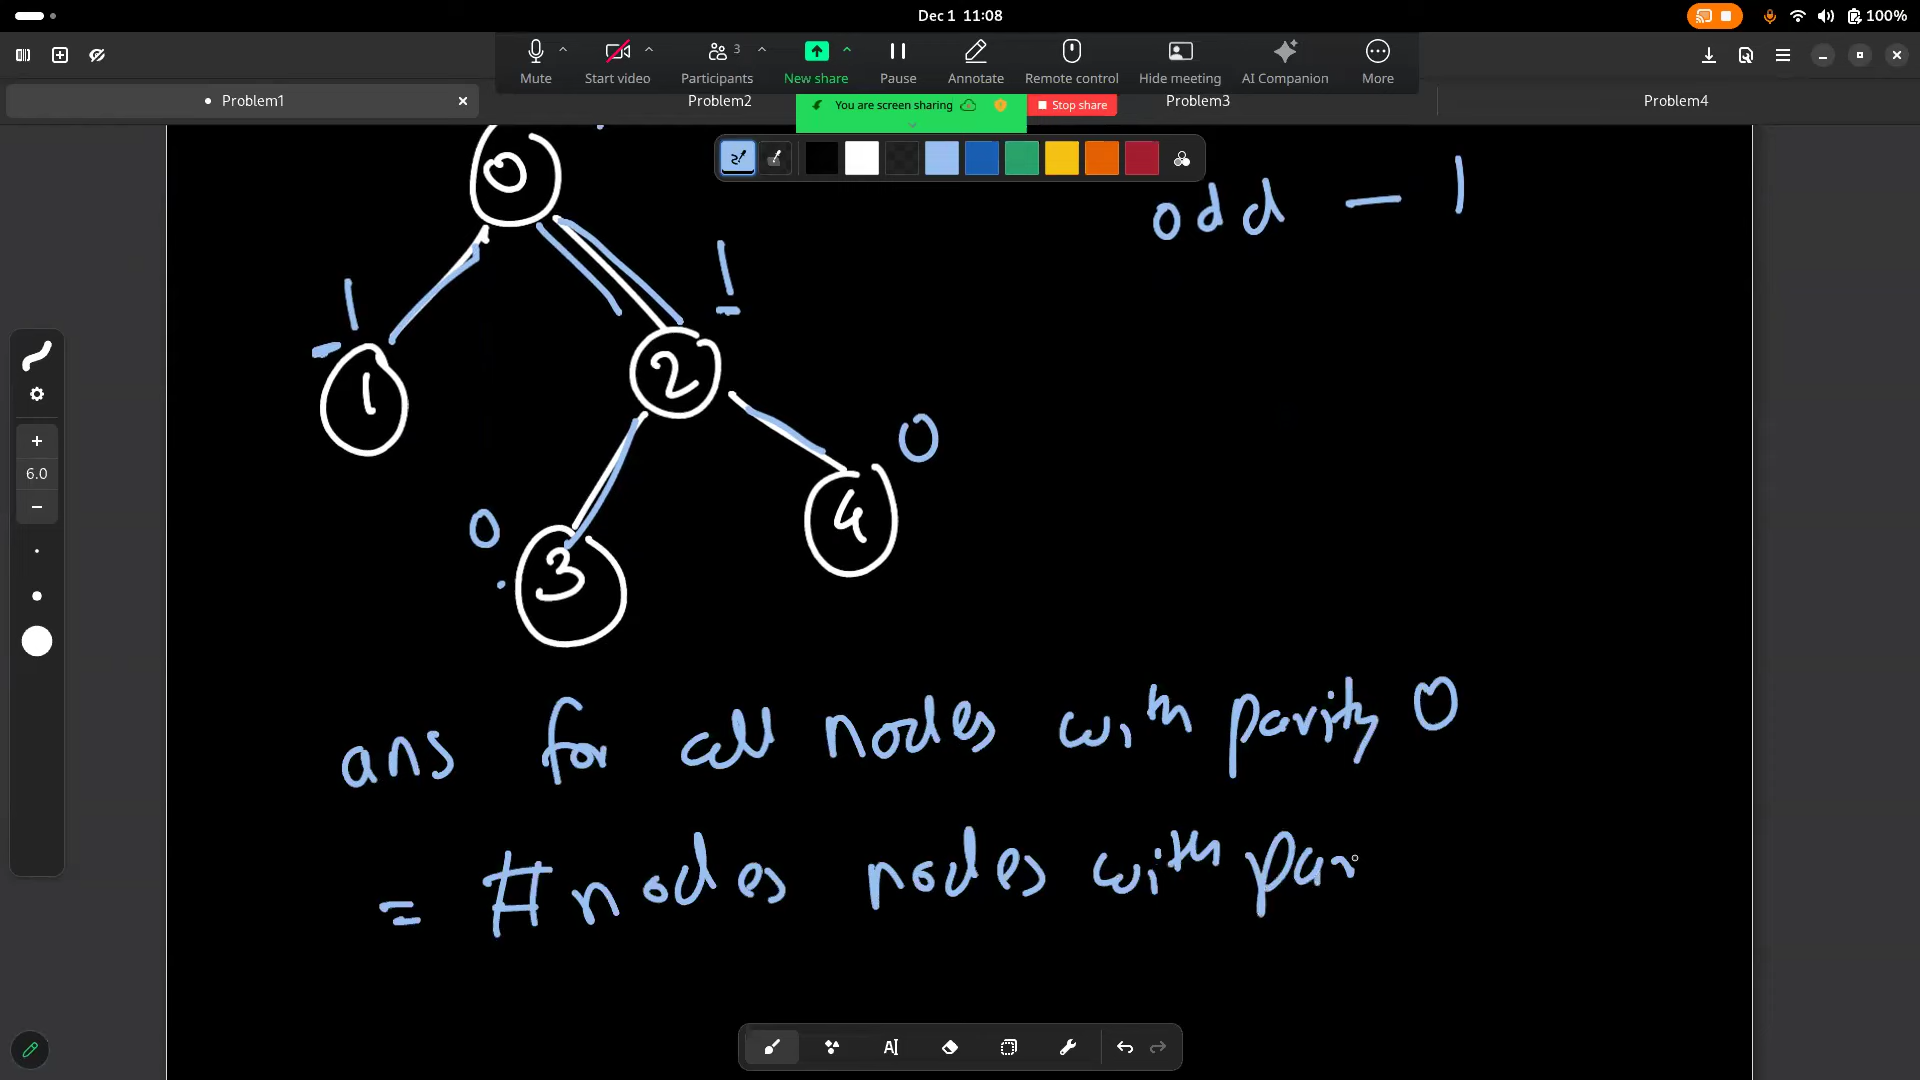 Dec 1 11:08
100%
Mute
Start video
3
Participants
New share
Pause
Annotate
Remote control
Hide meeting
AI Companion
More
Problem1
Problem2
You are screen sharing
Stop share
Problem3
Problem4
0
odd - 1
1
1
1
2
0
4
6.0
0
3
ans for all nodes with parity 0
= #nodes nodes with par